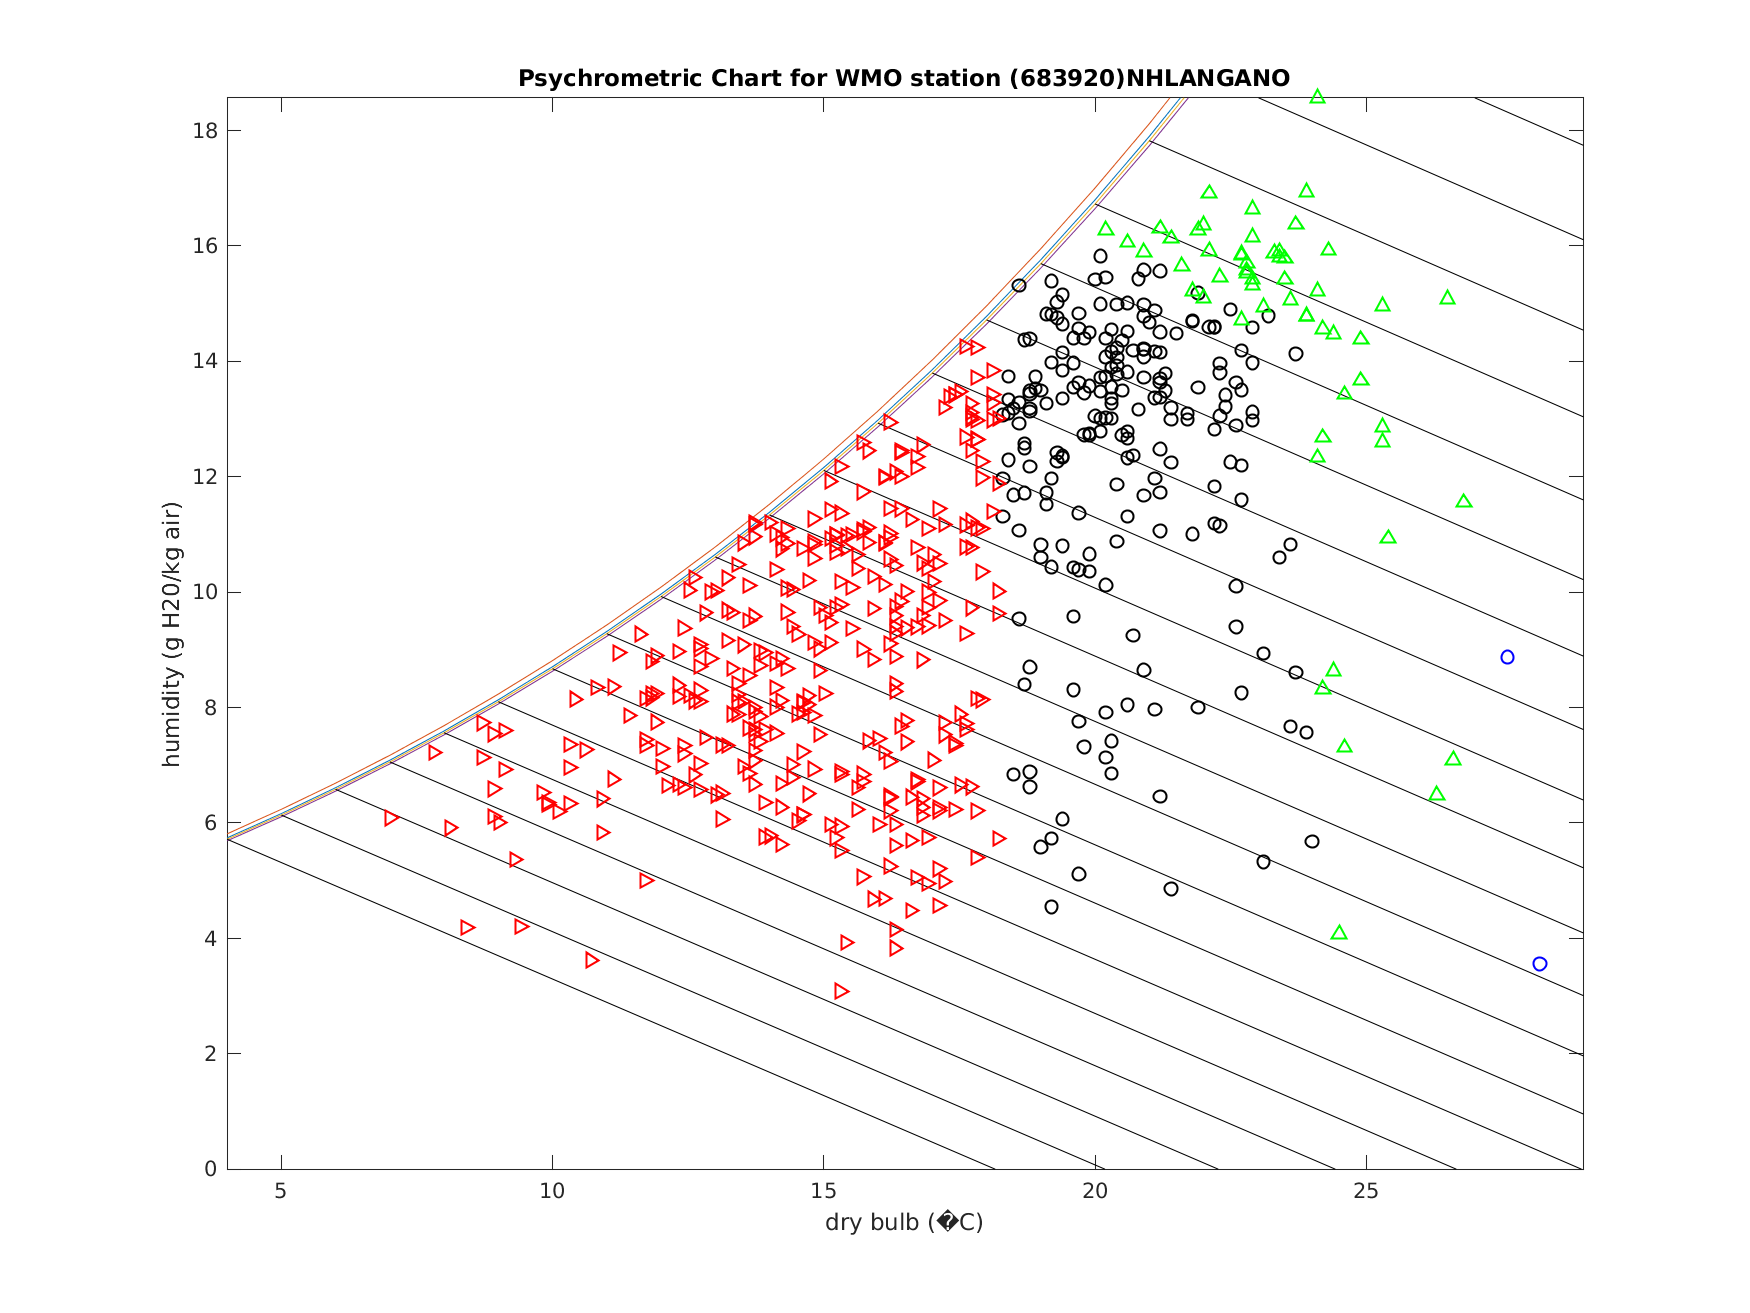 Psychrometric Chart for WMO station (683920)NHLANGANO
humidity (g H20/kg air)
18
16
14
12
10
8
6
4
2
0
5 10 15 20 25
dry bulb (�C)